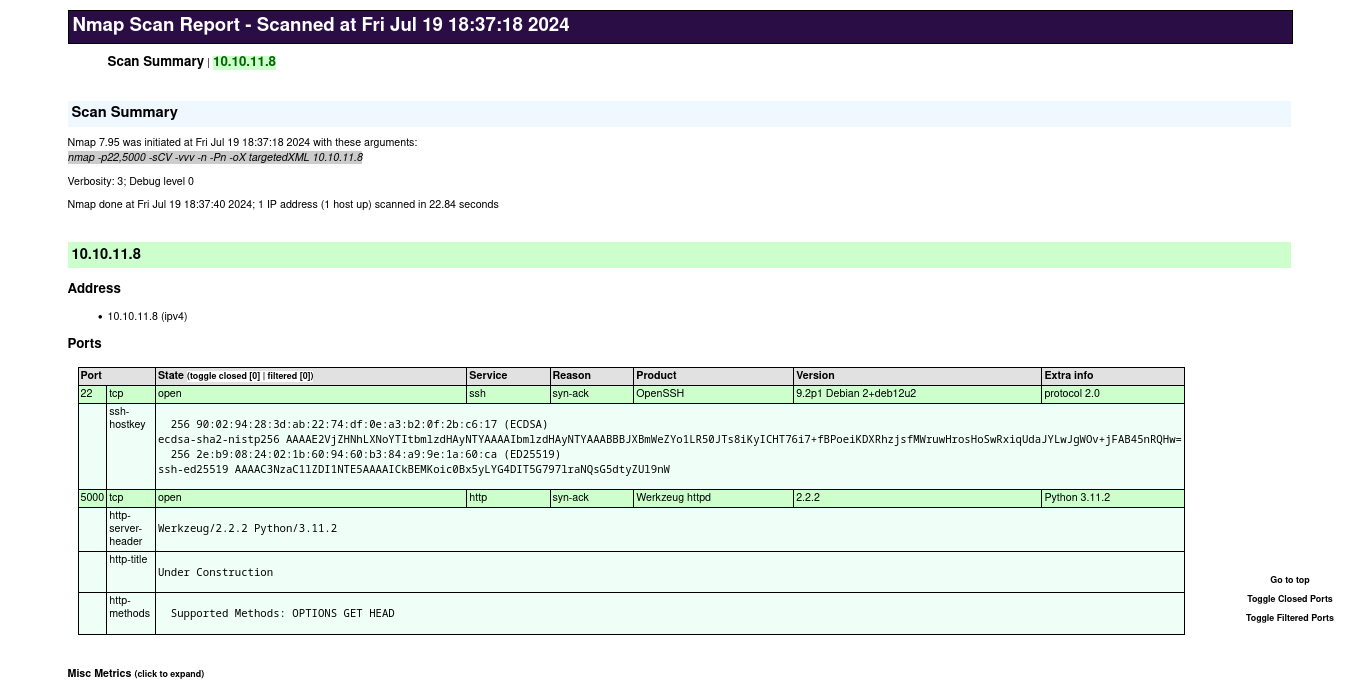 Nmap Scan Report - Scanned at Fri Jul 19 18:37:18 2024
Scan Summary | 10.10.11.8
Scan Summary
Nmap 7.95 was initiated at Fri Jul 19 18:37:18 2024 with these arguments:
nmap -p22,5000 -sCV -vvv -n -Pn -oX targetedXML 10.10.11.8
Verbosity: 3; Debug level 0
Nmap done at Fri Jul 19 18:37:40 2024; 1 IP address (1 host up) scanned in 22.84 seconds
10.10.11.8
Address
• 10.10.11.8 (ipv4)
Ports
Port State (toggle closed [0] | filtered [0]) Service Reason Product Version Extra info
22 tcp open ssh syn-ack OpenSSH 9.2p1 Debian 2+deb12u2 protocol 2.0
ssh-
hostkey
256 90:02:94:28:3d:ab:22:74:df:0e:a3:b2:0f:2b:c6:17 (ECDSA)
ecdsa-sha2-nistp256 AAAAE2VjZHNhLXNoYTItbmlzdHAyNTYAAAAIbmlzdHAyNTYAAABBBJXBmWeZYo1LR50JTs8iKyICHT76i7+fBPoeiKDXRhzjsfMWzuwHrosHoSwRxiqUdaJYLwJgWOv+jFAB45nRQHw=
256 2e:b9:08:24:02:1b:60:94:60:b3:84:a9:9e:1a:60:ca (ED25519)
ssh-ed25519 AAAAC3NzaC1lZDI1NTE5AAAAICkBEMKoic0Bx5yLYG4DIT5G797lraNQsG5dtyZUl9nW
5000 tcp open http syn-ack Werkzeug httpd 2.2.2 Python 3.11.2
http-
server-
header
Werkzeug/2.2.2 Python/3.11.2
http-title
Under Construction
http-
methods
Supported Methods: OPTIONS GET HEAD
Go to top
Toggle Closed Ports
Toggle Filtered Ports
Misc Metrics (click to expand)